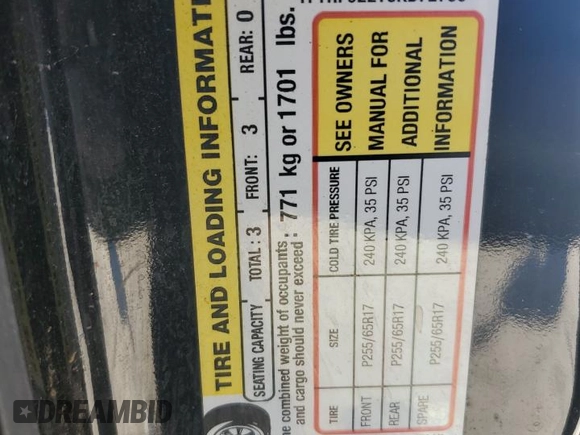 TIRE AND LOADING INFORMATI
SEATING CAPACITY TOTAL : 3 FRONT: 3 REAR: 0
he combined weight of occupants
and cargo should never exceed : 771 kg or 1701 lbs.
TIRE SIZE COLD TIRE PRESSURE
FRONT P255/65R17 240 KPA, 35 PSI
REAR P255/65R17 240 KPA, 35 PSI
SPARE P255/65R17 240 KPA, 35 PSI
SEE OWNERS
MANUAL FOR
ADDITIONAL
INFORMATION
DREAMBID